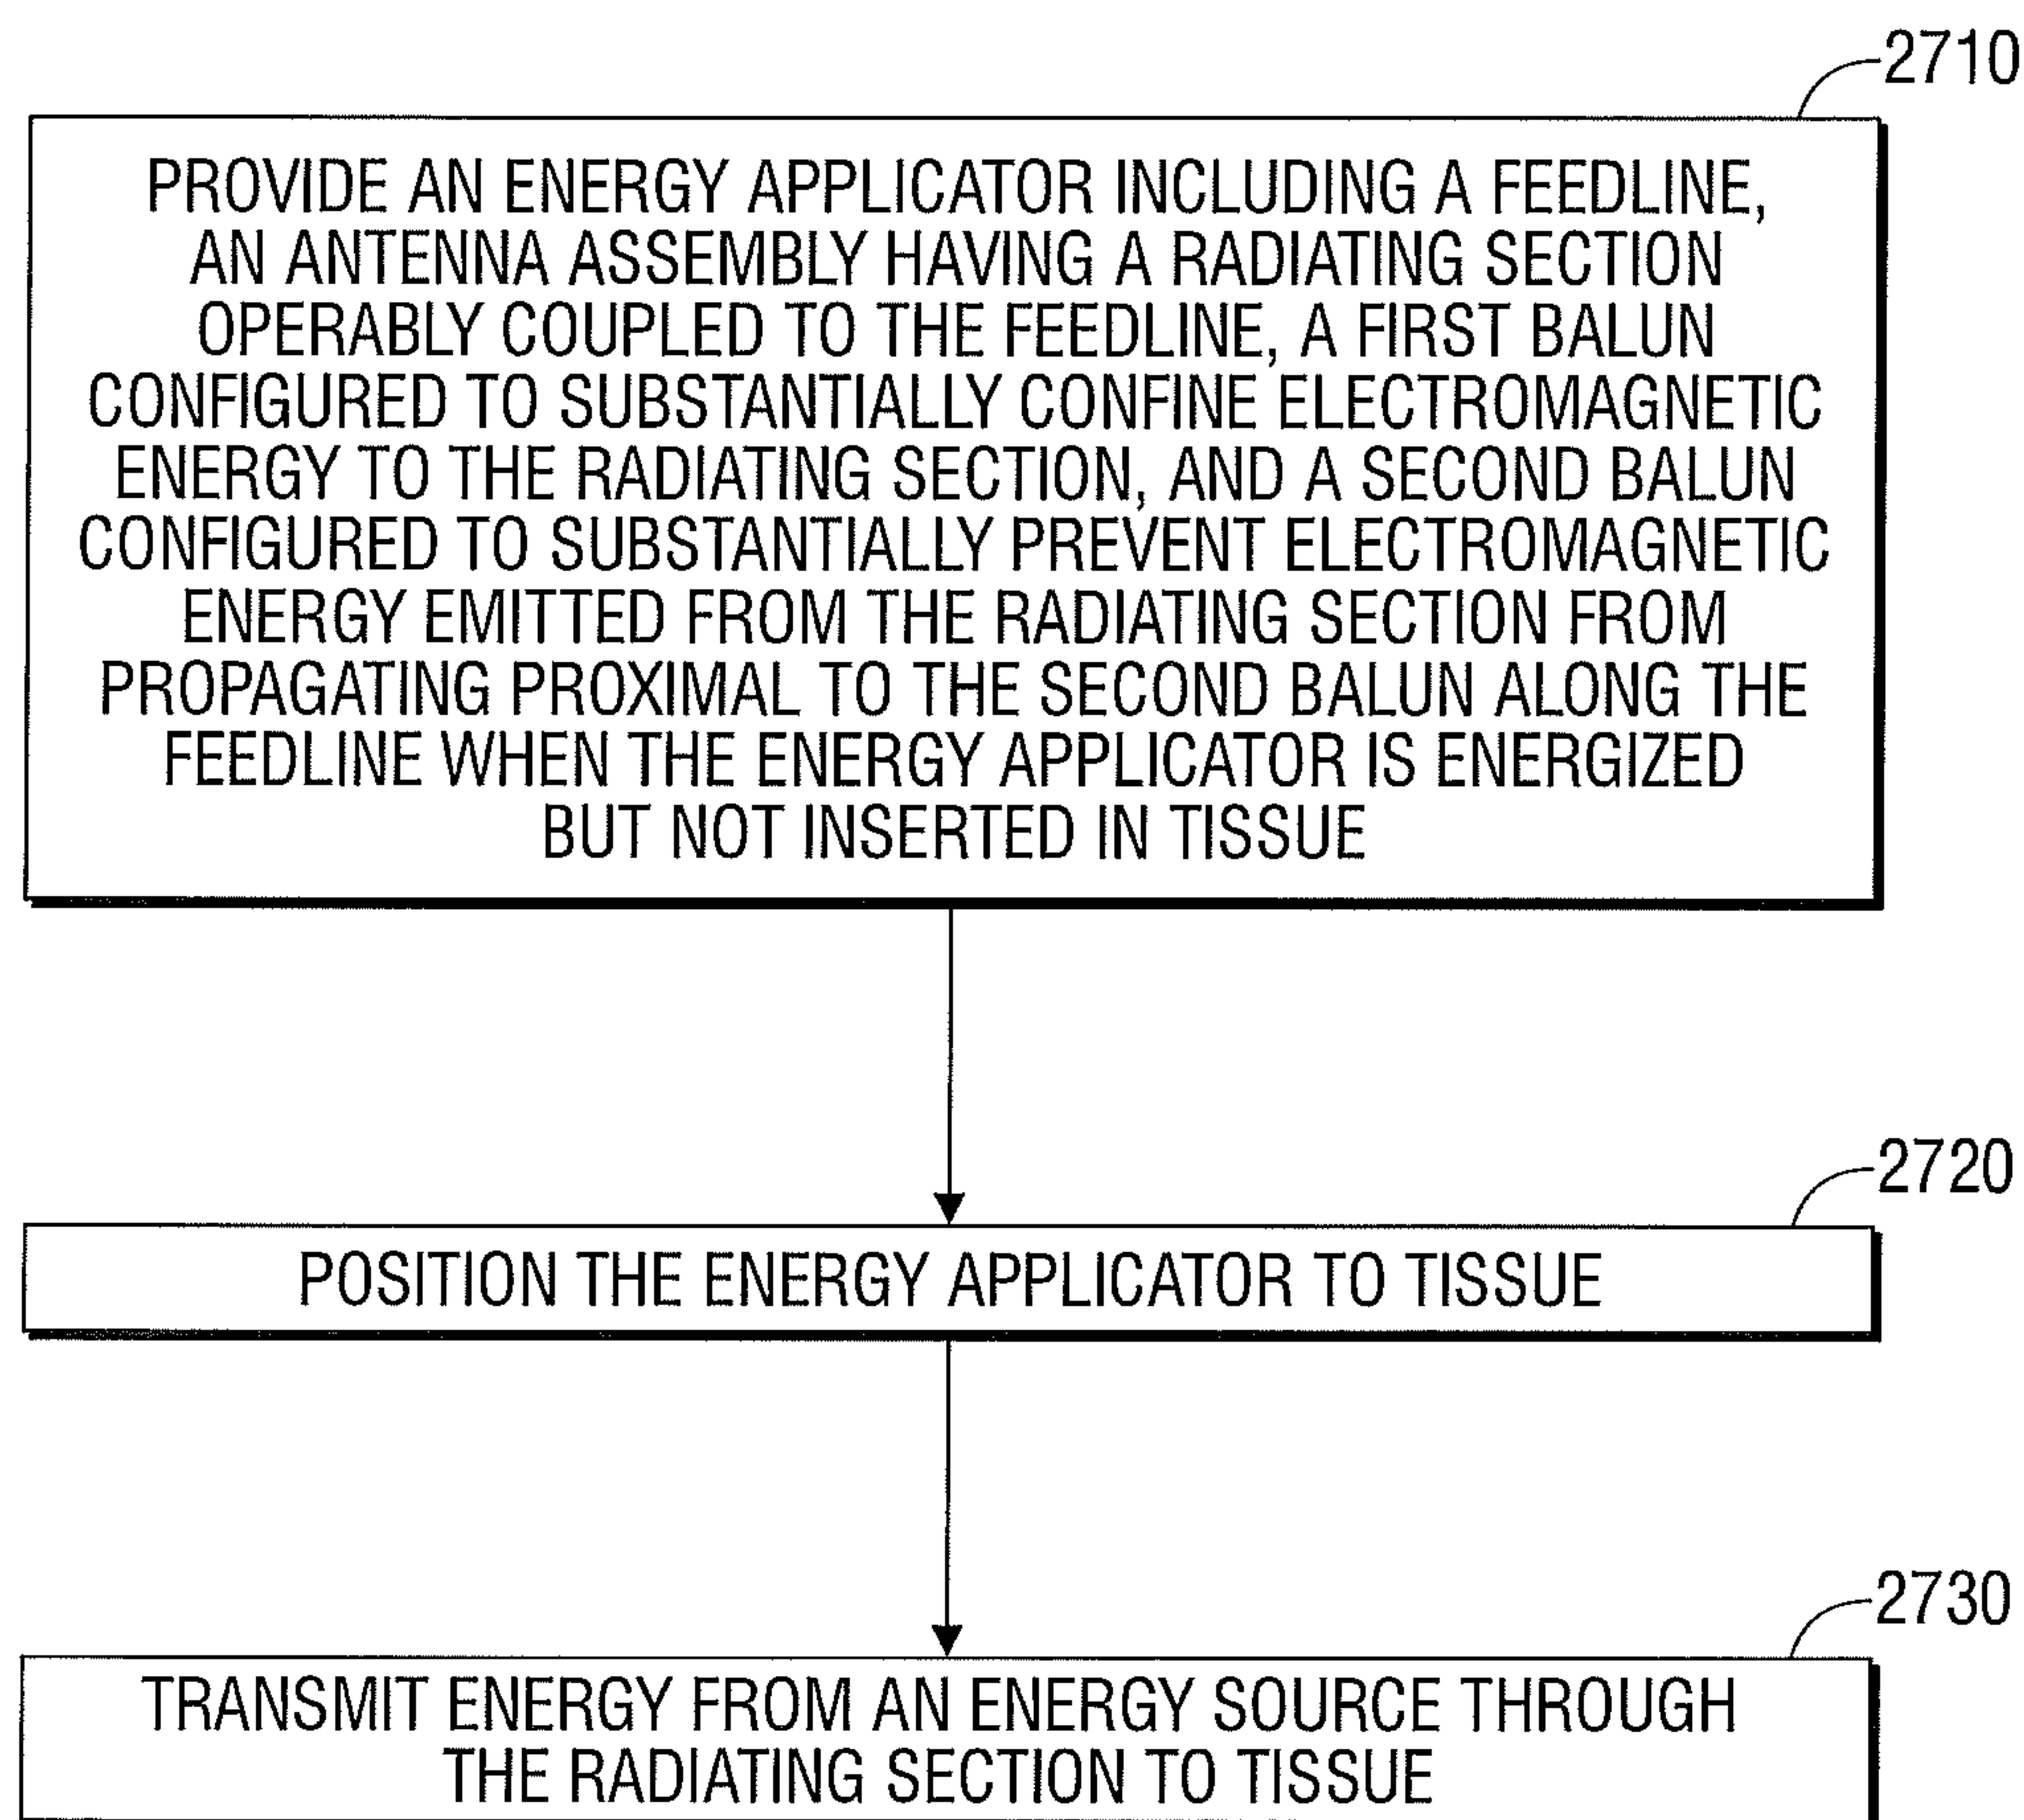 2710
PROVIDE AN ENERGY APPLICATOR INCLUDING A FEEDLINE,
AN ANTENNA ASSEMBLY HAVING A RADIATING SECTION
OPERABLY COUPLED TO THE FEEDLINE, A FIRST BALUN
CONFIGURED TO SUBSTANTIALLY CONFINE ELECTROMAGNETIC
ENERGY TO THE RADIATING SECTION, AND A SECOND BALUN
CONFIGURED TO SUBSTANTIALLY PREVENT ELECTROMAGNETIC
ENERGY EMITTED FROM THE RADIATING SECTION FROM
PROPAGATING PROXIMAL TO THE SECOND BALUN ALONG THE
FEEDLINE WHEN THE ENERGY APPLICATOR IS ENERGIZED
BUT NOT INSERTED IN TISSUE
2720
POSITION THE ENERGY APPLICATOR TO TISSUE
2730
TRANSMIT ENERGY FROM AN ENERGY SOURCE THROUGH
THE RADIATING SECTION TO TISSUE